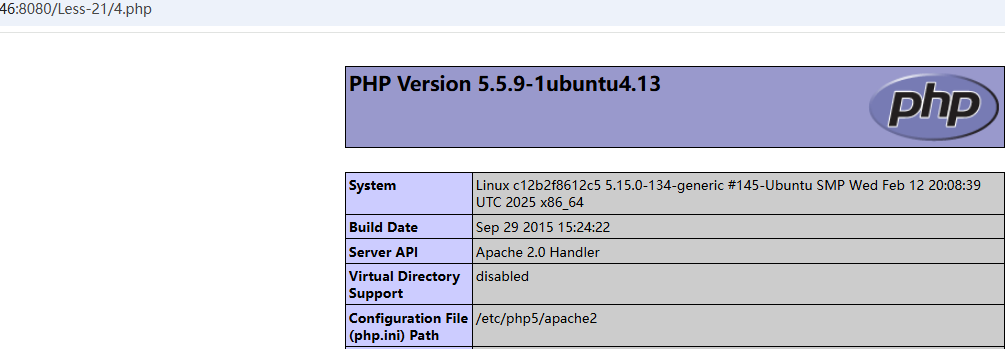 46:8080/Less-21/4.php
PHP Version 5.5.9-1ubuntu4.13
php
System
Linux c12b2f8612c5 5.15.0-134-generic #145-Ubuntu SMP Wed Feb 12 20:08:39
UTC 2025 x86_64
Build Date
Sep 29 2015 15:24:22
Server API
Apache 2.0 Handler
Virtual Directory
Support
disabled
Configuration File
(php.ini) Path
/etc/php5/apache2